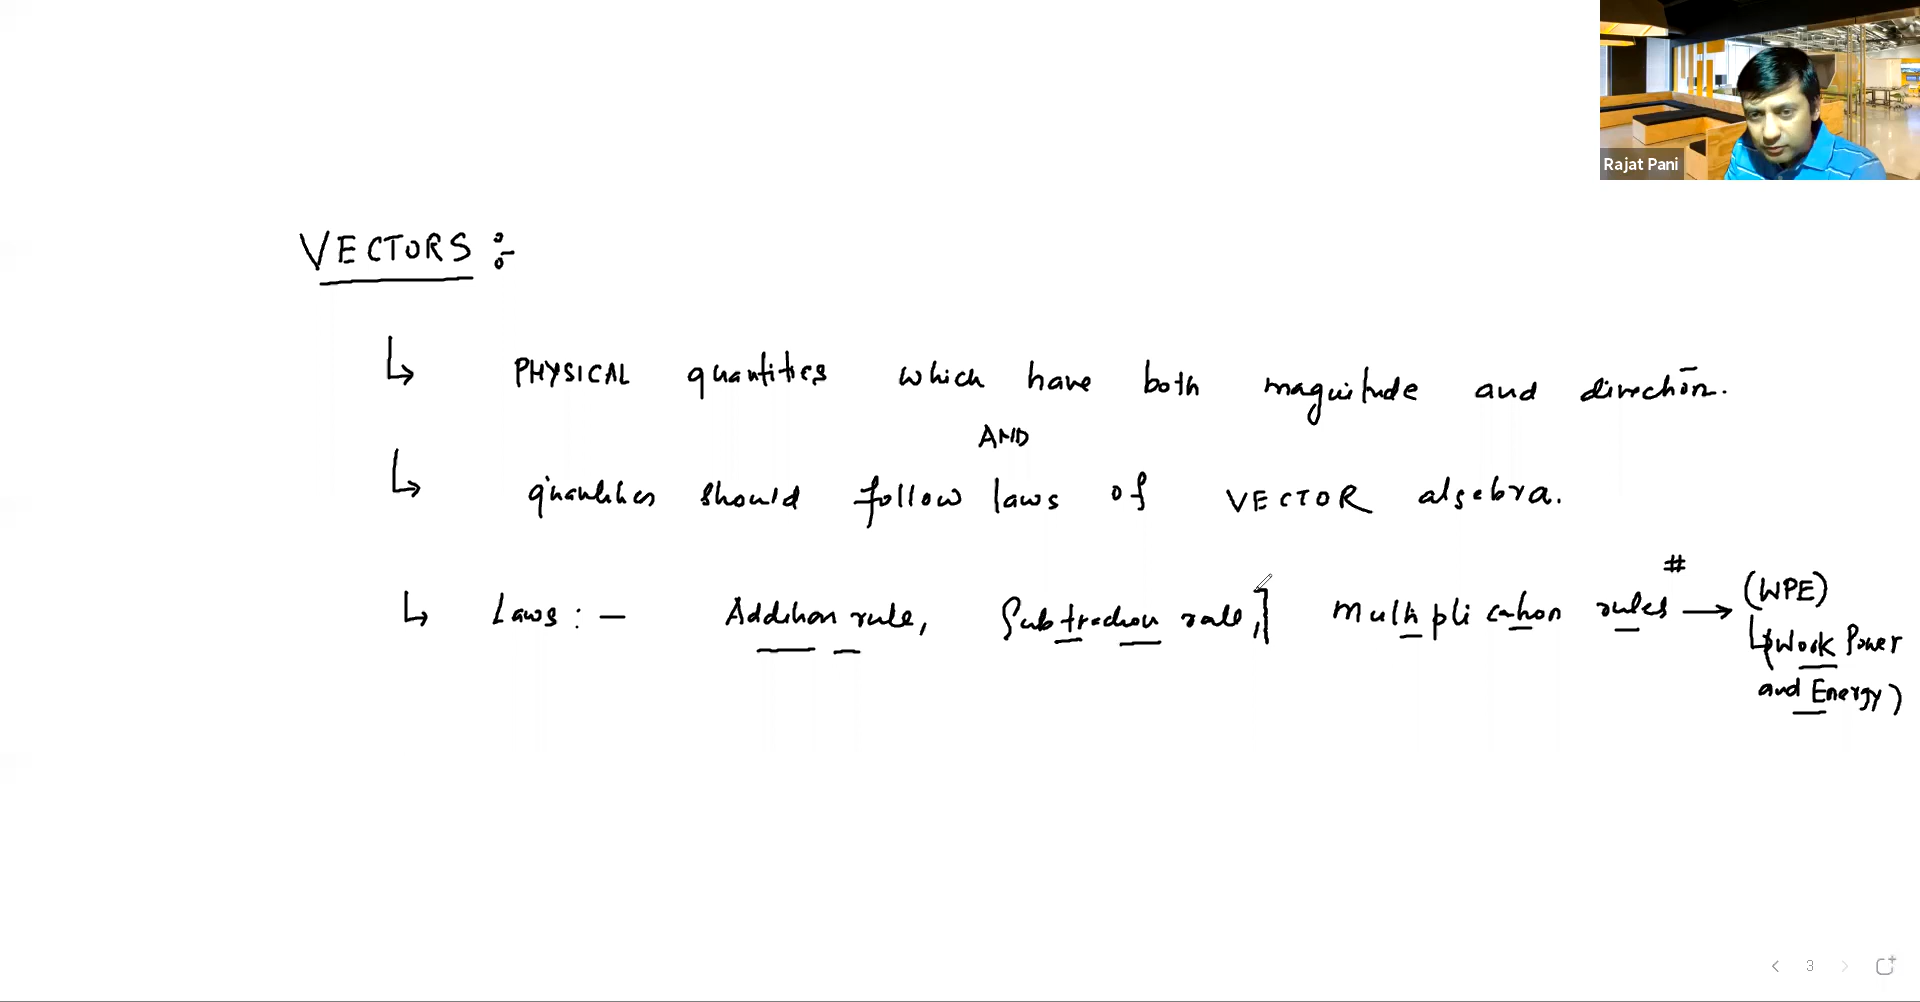 Rajat Pani
VECTORS :-
↳ PHYSICAL quantities which have both magnitude and direction.
AND
↳ quantities should follow laws of VECTOR algebra.
↳ Laws :— Addition rule, Subtraction rule,] Multiplication rules # → (WPE)
↳(Work Power
and Energy)
3